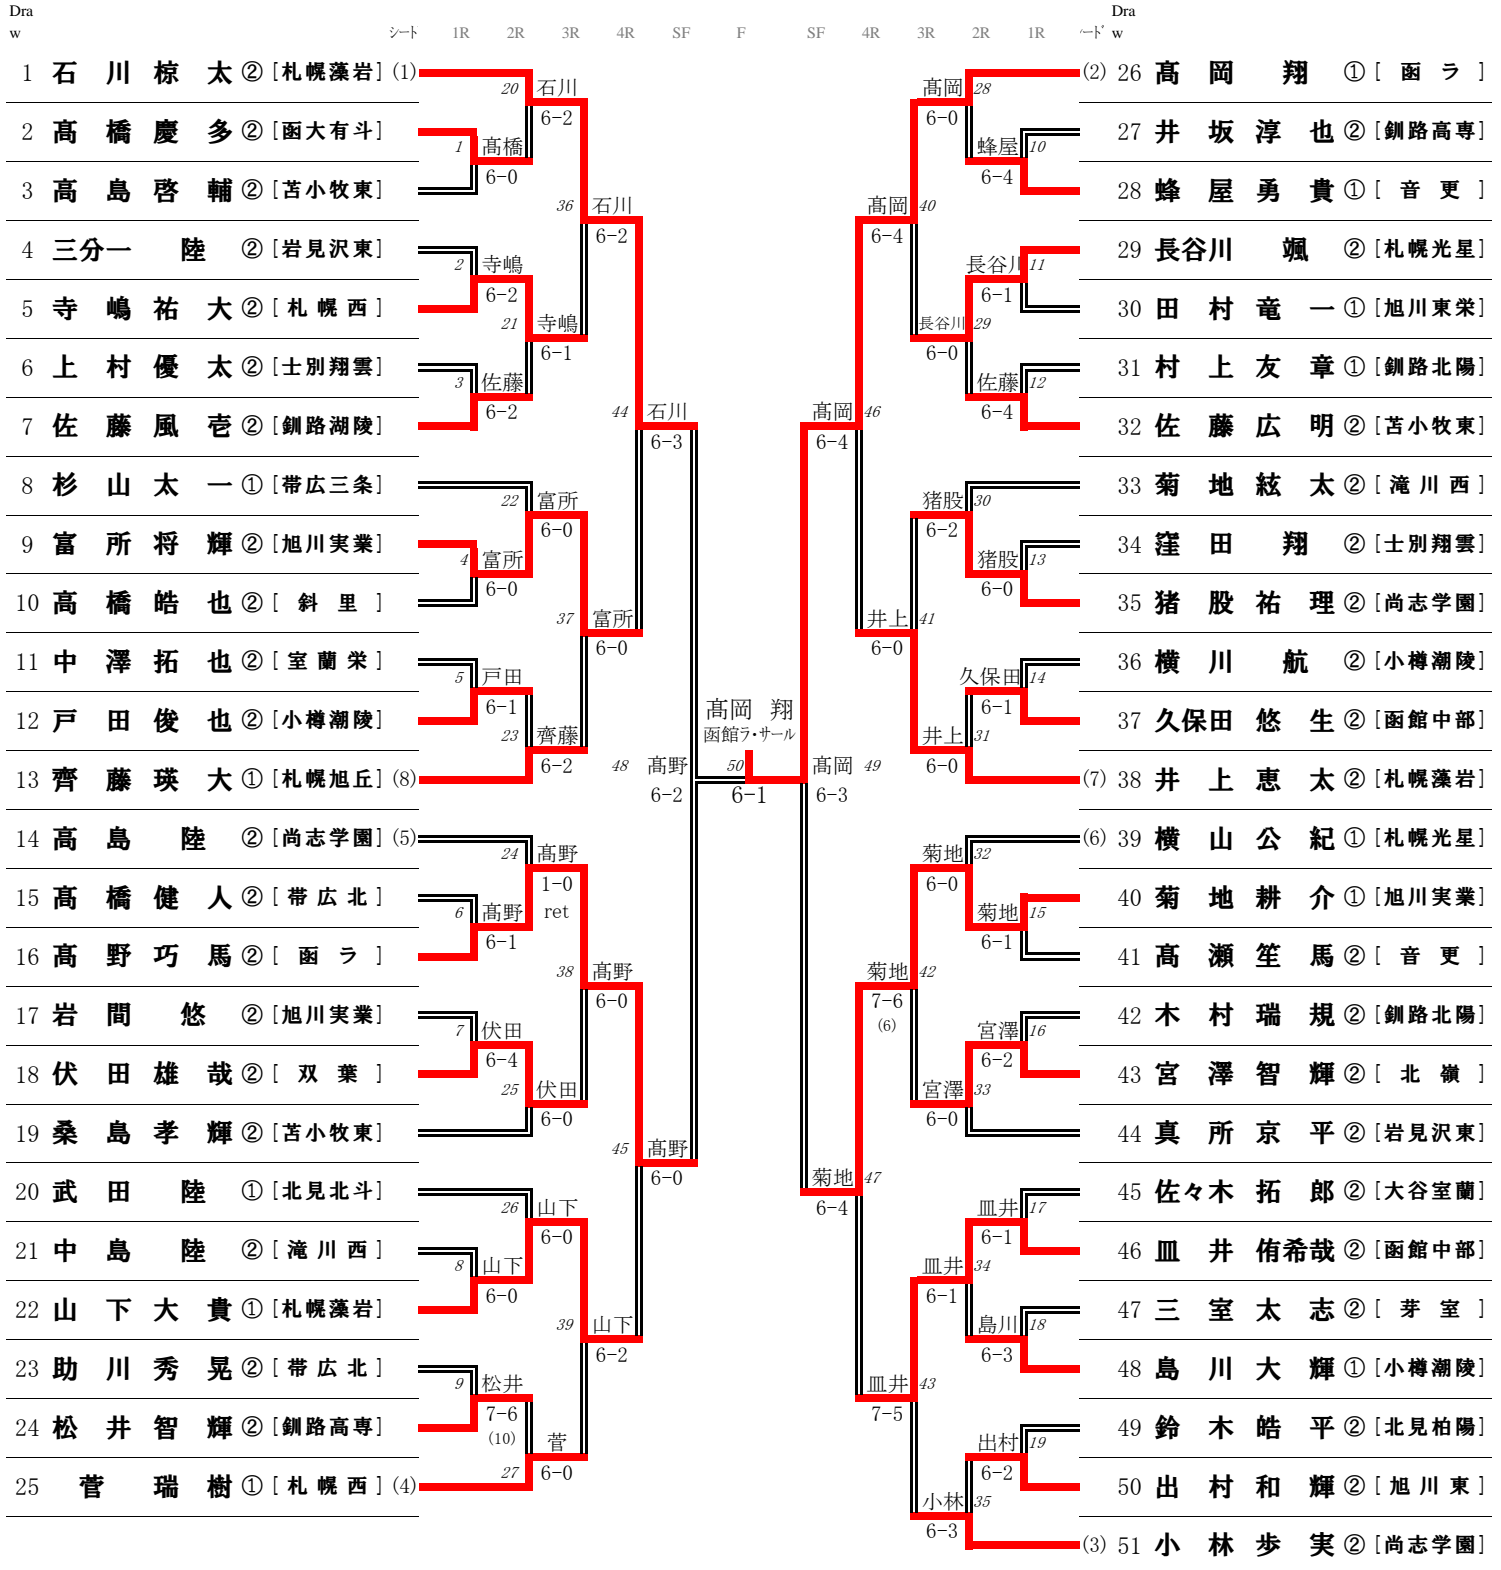 Dra
w
シート 1R 2R 3R 4R SF F SF 4R 3R 2R 1R ート゛
Dra
w
1 石川椋太 ② [札幌藻岩] (1)
2 髙橋慶多 ② [函大有斗]
3 高島啓輔 ② [苫小牧東]
4 三分一 陸 ② [岩見沢東]
5 寺嶋祐大 ② [札幌西]
6 上村優太 ② [士別翔雲]
7 佐藤風壱 ② [釧路湖陵]
8 杉山太一 ① [帯広三条]
9 富所将輝 ② [旭川実業]
10 高橋皓也 ② [斜里]
11 中澤拓也 ② [室蘭栄]
12 戸田俊也 ② [小樽潮陵]
13 齊藤瑛大 ① [札幌旭丘] (8)
14 高島 陸 ② [尚志学園] (5)
15 髙橋健人 ② [帯広北]
16 髙野巧馬 ② [函ラ]
17 岩間 悠 ② [旭川実業]
18 伏田雄哉 ② [双葉]
19 桑島孝輝 ② [苫小牧東]
20 武田 陸 ① [北見北斗]
21 中島 陸 ② [滝川西]
22 山下大貴 ① [札幌藻岩]
23 助川秀晃 ② [帯広北]
24 松井智輝 ② [釧路高専]
25 菅 瑞樹 ① [札幌西] (4)
1 髙橋
6-0
2 寺嶋
6-2
3 佐藤
6-2
4 富所
6-0
5 戸田
6-1
6 髙野
6-1
7 伏田
6-4
8 山下
6-0
9 松井
7-6
(10)
20 石川
6-2
21 寺嶋
6-1
22 富所
6-0
23 齊藤
6-2
24 髙野
1-0
ret
25 伏田
6-0
26 山下
6-0
27 菅
6-0
36 石川
6-2
37 富所
6-0
38 髙野
6-0
39 山下
6-2
44 石川
6-3
45 髙野
6-0
48 髙野
6-2
髙岡 翔
函館ラ・サール
50
6-1
髙岡 49
6-3
髙岡 46
6-4
菊地 47
6-4
髙岡 40
6-4
井上 41
6-0
菊地 42
7-6
(6)
皿井 43
7-5
髙岡 28
6-0
長谷川 29
6-0
猪股 30
6-2
井上 31
6-0
菊地 32
6-0
宮澤 33
6-0
皿井 34
6-1
小林 35
6-3
蜂屋 10
6-4
長谷川 11
6-1
佐藤 12
6-4
猪股 13
6-0
久保田 14
6-1
菊地 15
6-1
宮澤 16
6-2
皿井 17
6-1
島川 18
6-3
出村 19
6-2
(2) 26 髙岡 翔 ① [函ラ]
27 井坂淳也 ② [釧路高専]
28 蜂屋勇貴 ① [音更]
29 長谷川 颯 ② [札幌光星]
30 田村竜一 ① [旭川東栄]
31 村上友章 ① [釧路北陽]
32 佐藤広明 ② [苫小牧東]
33 菊地絃太 ② [滝川西]
34 窪田 翔 ② [士別翔雲]
35 猪股祐理 ② [尚志学園]
36 横川 航 ② [小樽潮陵]
37 久保田悠生 ② [函館中部]
(7) 38 井上恵太 ② [札幌藻岩]
(6) 39 横山公紀 ① [札幌光星]
40 菊地耕介 ① [旭川実業]
41 髙瀬笙馬 ② [音更]
42 木村瑞規 ② [釧路北陽]
43 宮澤智輝 ② [北嶺]
44 真所京平 ② [岩見沢東]
45 佐々木拓郎 ② [大谷室蘭]
46 皿井侑希哉 ② [函館中部]
47 三室太志 ② [芽室]
48 島川大輝 ① [小樽潮陵]
49 鈴木皓平 ② [北見柏陽]
50 出村和輝 ② [旭川東]
(3) 51 小林歩実 ② [尚志学園]